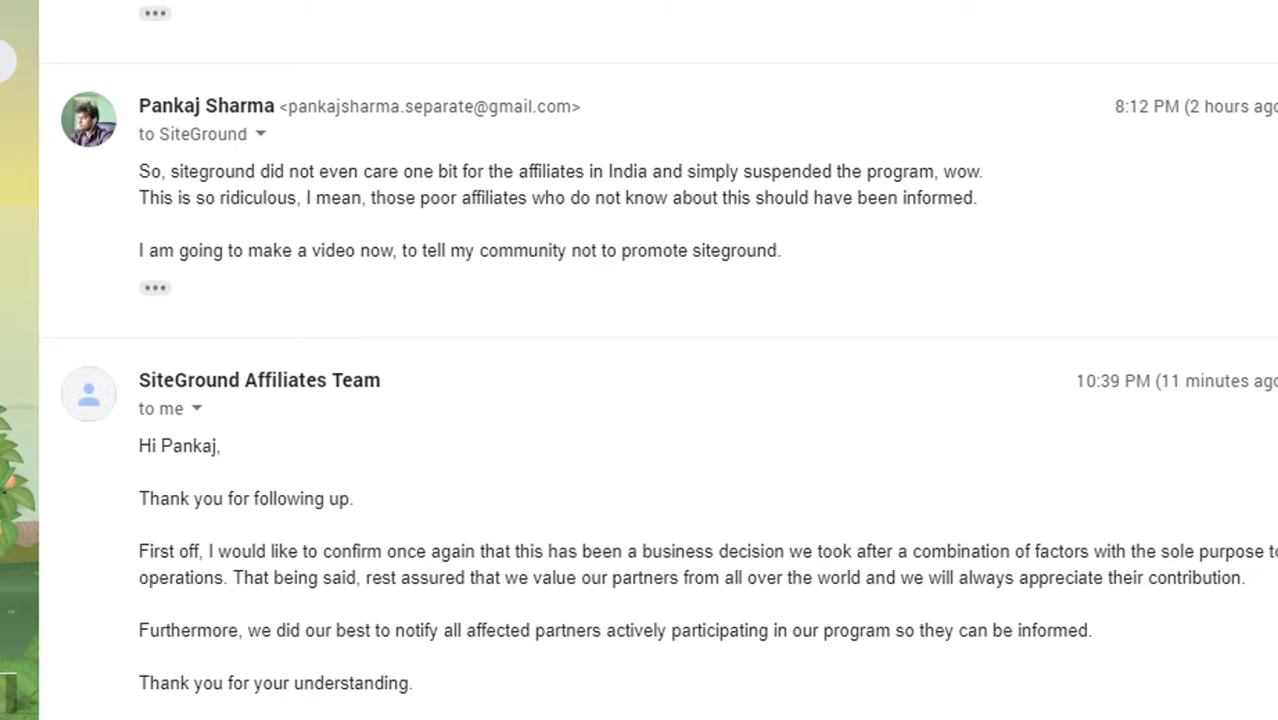 Pankaj Sharma <pankajsharma.separate@gmail.com> 8:12 PM (2 hours ago
to SiteGround
So, siteground did not even care one bit for the affiliates in India and simply suspended the program, wow.
This is so ridiculous, I mean, those poor affiliates who do not know about this should have been informed.
I am going to make a video now, to tell my community not to promote siteground.
SiteGround Affiliates Team 10:39 PM (11 minutes ago
to me
Hi Pankaj,
Thank you for following up.
First off, I would like to confirm once again that this has been a business decision we took after a combination of factors with the sole purpose
operations. That being said, rest assured that we value our partners from all over the world and we will always appreciate their contribution.
Furthermore, we did our best to notify all affected partners actively participating in our program so they can be informed.
Thank you for your understanding.